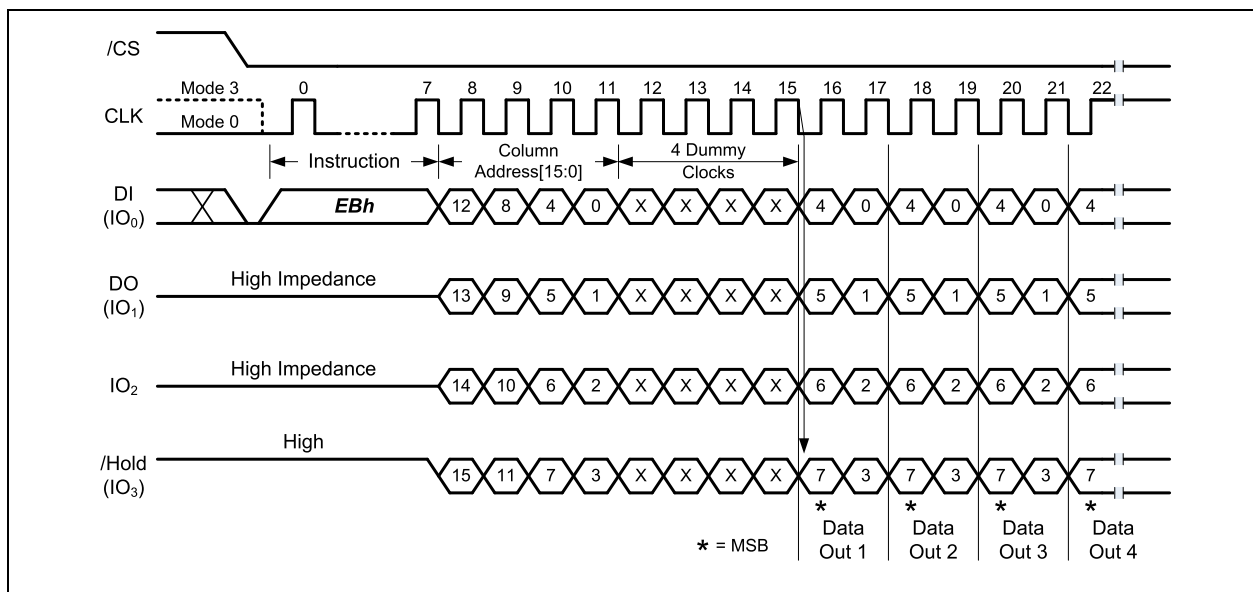 /CS
Mode 3 0 7 8 9 10 11 12 13 14 15 16 17 18 19 20 21 22
CLK
Mode 0
Instruction
Column
Address[15:0]
4 Dummy
Clocks
DI
(IO0)
EBh 12 8 4 0 X X X X 4 0 4 0 4 0 4
High Impedance
DO
(IO1)
13 9 5 1 X X X X 5 1 5 1 5 1 5
High Impedance
IO2 14 10 6 2 X X X X 6 2 6 2 6 2 6
High
/Hold
(IO3)
15 11 7 3 X X X X 7 3 7 3 7 3 7
* * * *
* = MSB
Data
Out 1
Data
Out 2
Data
Out 3
Data
Out 4